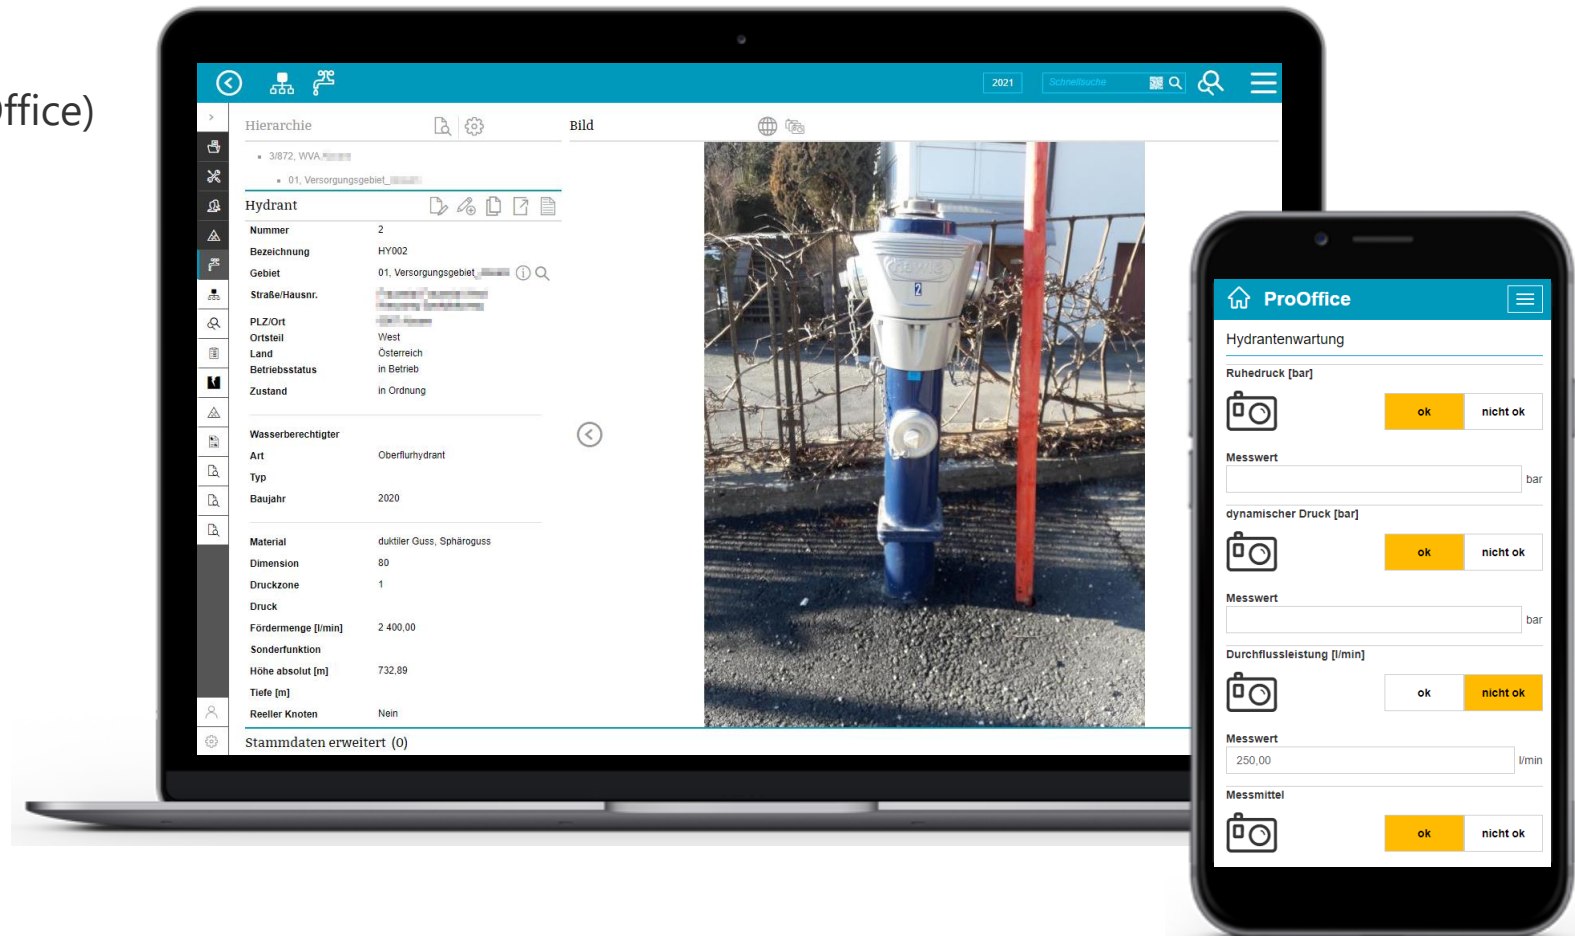 ffice)
2021
Schnellsuche
Hierarchie
Bild
3/872, WVA
01, Versorgungsgebiet_
Hydrant
Nummer 2
Bezeichnung HY002
Gebiet 01, Versorgungsgebiet_
Straße/Hausnr.
PLZ/Ort
Ortsteil West
Land Österreich
Betriebsstatus in Betrieb
Zustand in Ordnung
Wasserberechtigter
Art Oberflurhydrant
Typ
Baujahr 2020
Material duktiler Guss, Sphäroguss
Dimension 80
Druckzone 1
Druck
Fördermenge [l/min] 2 400,00
Sonderfunktion
Höhe absolut [m] 732,89
Tiefe [m]
Reeller Knoten Nein
Stammdaten erweitert (0)
2
ProOffice
Hydrantenwartung
Ruhedruck [bar]
ok nicht ok
Messwert
bar
dynamischer Druck [bar]
ok nicht ok
Messwert
bar
Durchflussleistung [l/min]
ok nicht ok
Messwert
250,00 l/min
Messmittel
ok nicht ok